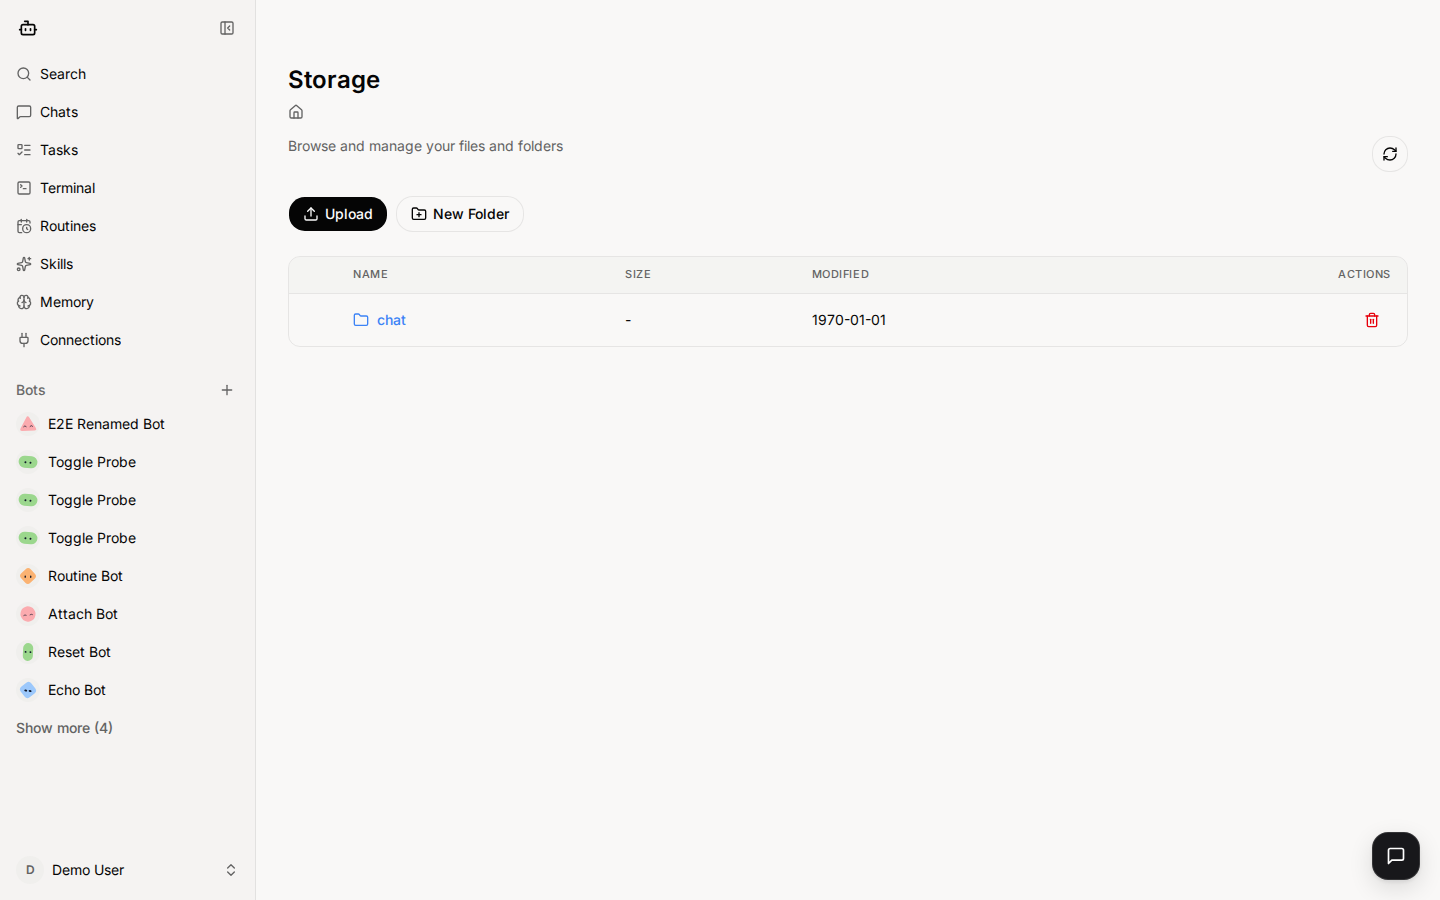 Search
Chats
Tasks
Terminal
Routines
Skills
Memory
Connections
Bots
E2E Renamed Bot
Toggle Probe
Toggle Probe
Toggle Probe
Routine Bot
Attach Bot
Reset Bot
Echo Bot
Show more (4)
D Demo User
Storage
Browse and manage your files and folders
Upload New Folder
NAME SIZE MODIFIED ACTIONS
chat - 1970-01-01